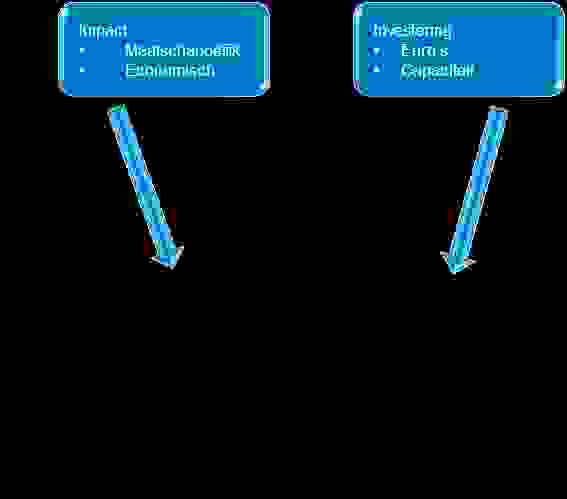 Impact
• Maatschappelijk
• Economisch
Investering
• Euro's
• Capaciteit